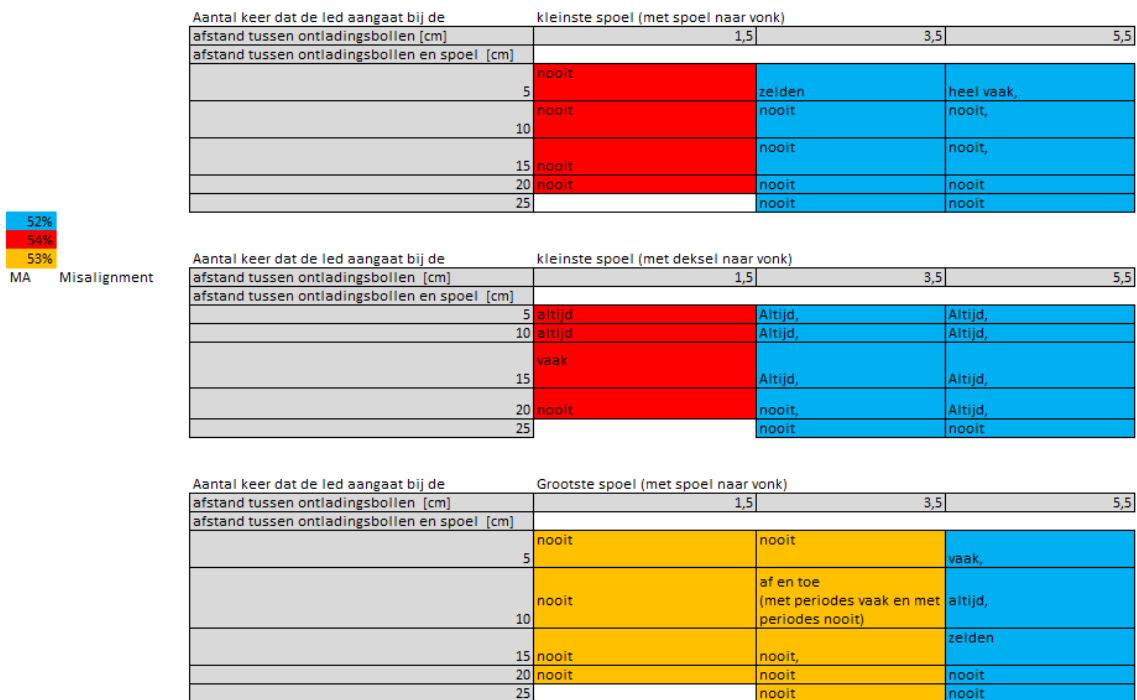 Aantal keer dat de led aangaat bij de kleinste spoel (met spoel naar vonk)
afstand tussen ontladingsbollen [cm] 1,5 3,5 5,5
afstand tussen ontladingsbollen en spoel [cm]
5 nooit zelden heel vaak,
10 nooit nooit nooit,
15 nooit nooit nooit,
20 nooit nooit nooit
25 nooit nooit
52%
54%
53%
MA Misalignment
Aantal keer dat de led aangaat bij de kleinste spoel (met deksel naar vonk)
afstand tussen ontladingsbollen [cm] 1,5 3,5 5,5
afstand tussen ontladingsbollen en spoel [cm]
5 altijd Altijd, Altijd,
10 altijd Altijd, Altijd,
15 vaak Altijd, Altijd,
20 nooit nooit, Altijd,
25 nooit nooit
Aantal keer dat de led aangaat bij de Grootste spoel (met spoel naar vonk)
afstand tussen ontladingsbollen [cm] 1,5 3,5 5,5
afstand tussen ontladingsbollen en spoel [cm]
5 nooit nooit vaak,
10 nooit af en toe
(met periodes vaak en met
periodes nooit) altijd,
15 nooit nooit, zelden
20 nooit nooit nooit
25 nooit nooit